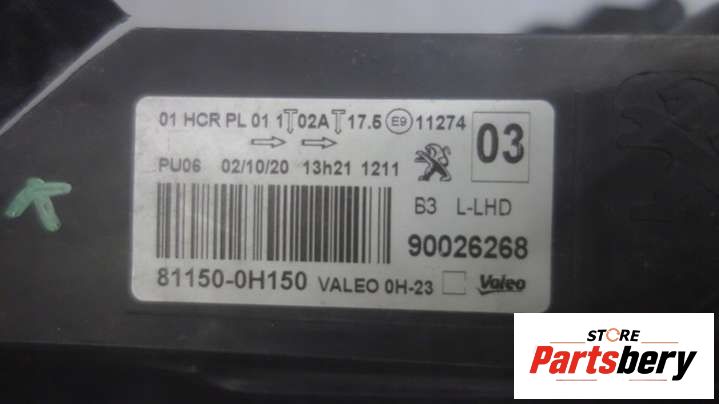 01 HCR PL 01 1 02A 17.5 E9 11274
03
PU06 02/10/20 13h21 1211
B3 L-LHD
90026268
81150-0H150 VALEO 0H-23 Valeo
STORE
Partsbery